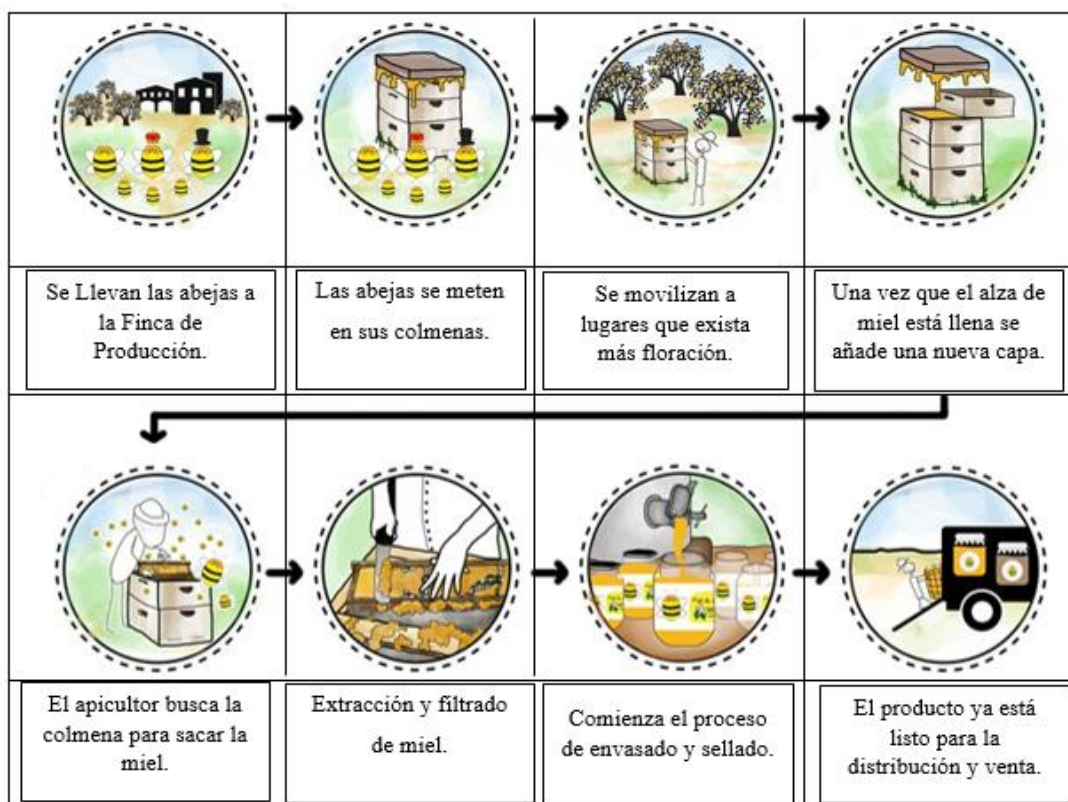 Se Llevan las abejas a
la Finca de
Producción.
Las abejas se meten
en sus colmenas.
Se movilizan a
lugares que exista
más floración.
Una vez que el alza de
miel está llena se
añade una nueva capa.
El apicultor busca la
colmena para sacar la
miel.
Extracción y filtrado
de miel.
Comienza el proceso
de envasado y sellado.
El producto ya está
listo para la
distribución y venta.